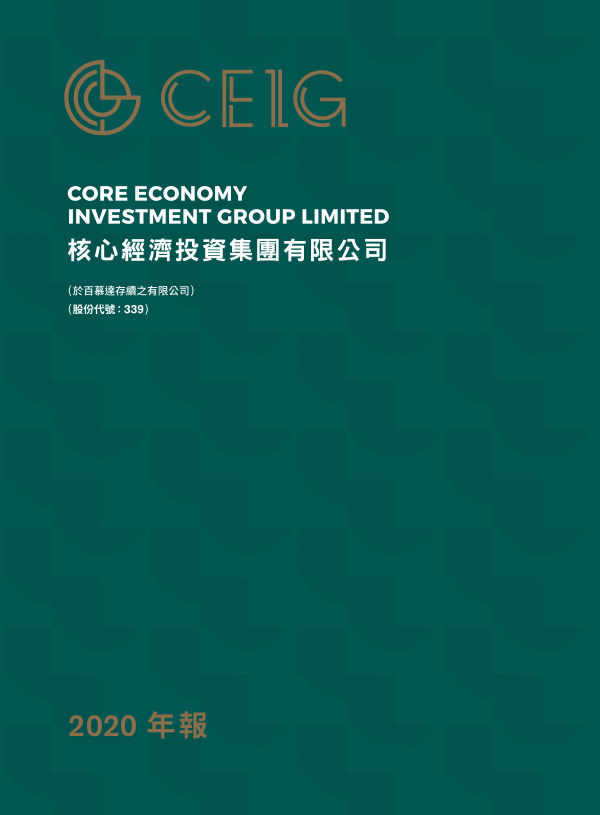 CEIG
CORE ECONOMY
INVESTMENT GROUP LIMITED
核心經濟投資集團有限公司
（於百慕達存續之有限公司）
（股份代號：339）
2020 年報